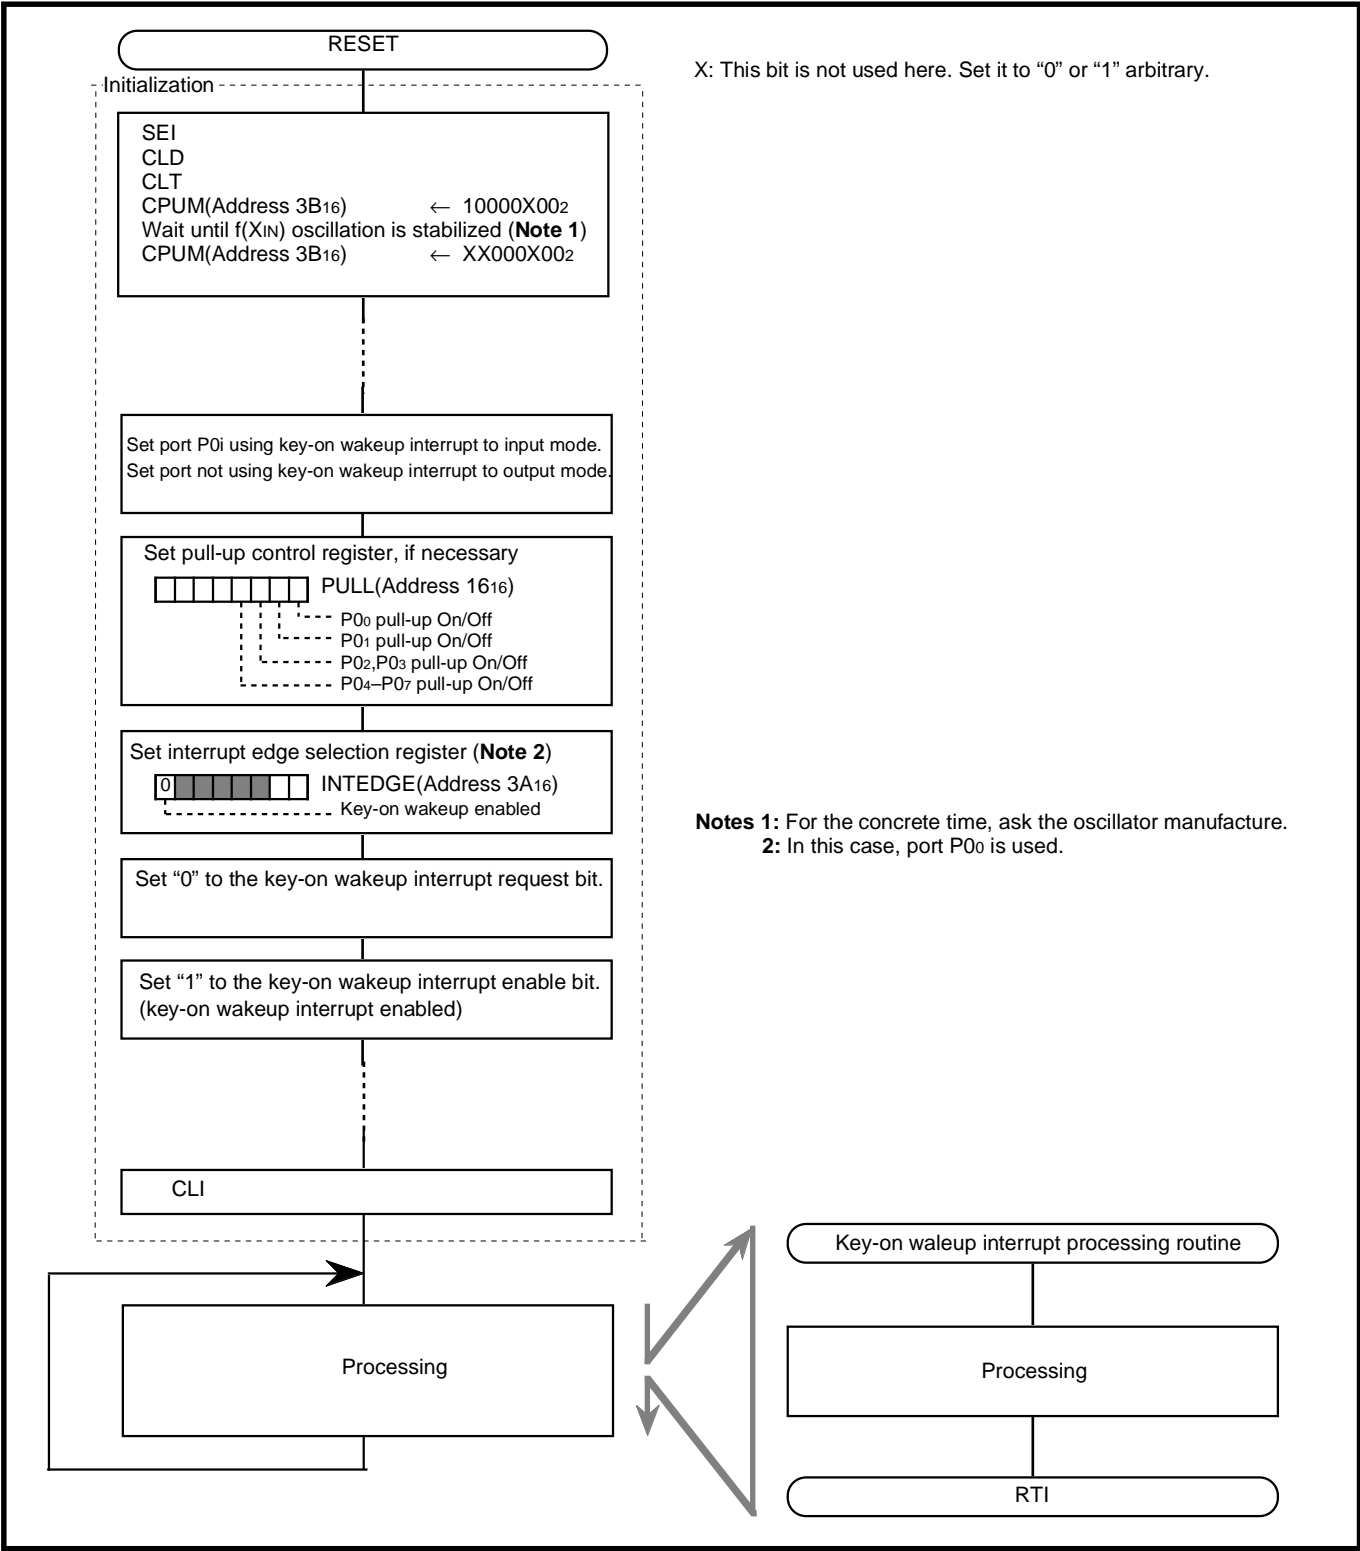 RESET
X: This bit is not used here. Set it to “0” or “1” arbitrary.
Initialization
SEI
CLD
CLT
CPUM(Address 3B16) ← 10000X002
Wait until f(XIN) oscillation is stabilized (Note 1)
CPUM(Address 3B16) ← XX000X002
Set port P0i using key-on wakeup interrupt to input mode.
Set port not using key-on wakeup interrupt to output mode.
Set pull-up control register, if necessary
PULL(Address 1616)
P00 pull-up On/Off
P01 pull-up On/Off
P02,P03 pull-up On/Off
P04–P07 pull-up On/Off
Set interrupt edge selection register (Note 2)
0 INTEDGE(Address 3A16)
Key-on wakeup enabled
Notes 1: For the concrete time, ask the oscillator manufacture.
2: In this case, port P00 is used.
Set “0” to the key-on wakeup interrupt request bit.
Set “1” to the key-on wakeup interrupt enable bit.
(key-on wakeup interrupt enabled)
CLI
Key-on waleup interrupt processing routine
Processing
Processing
RTI